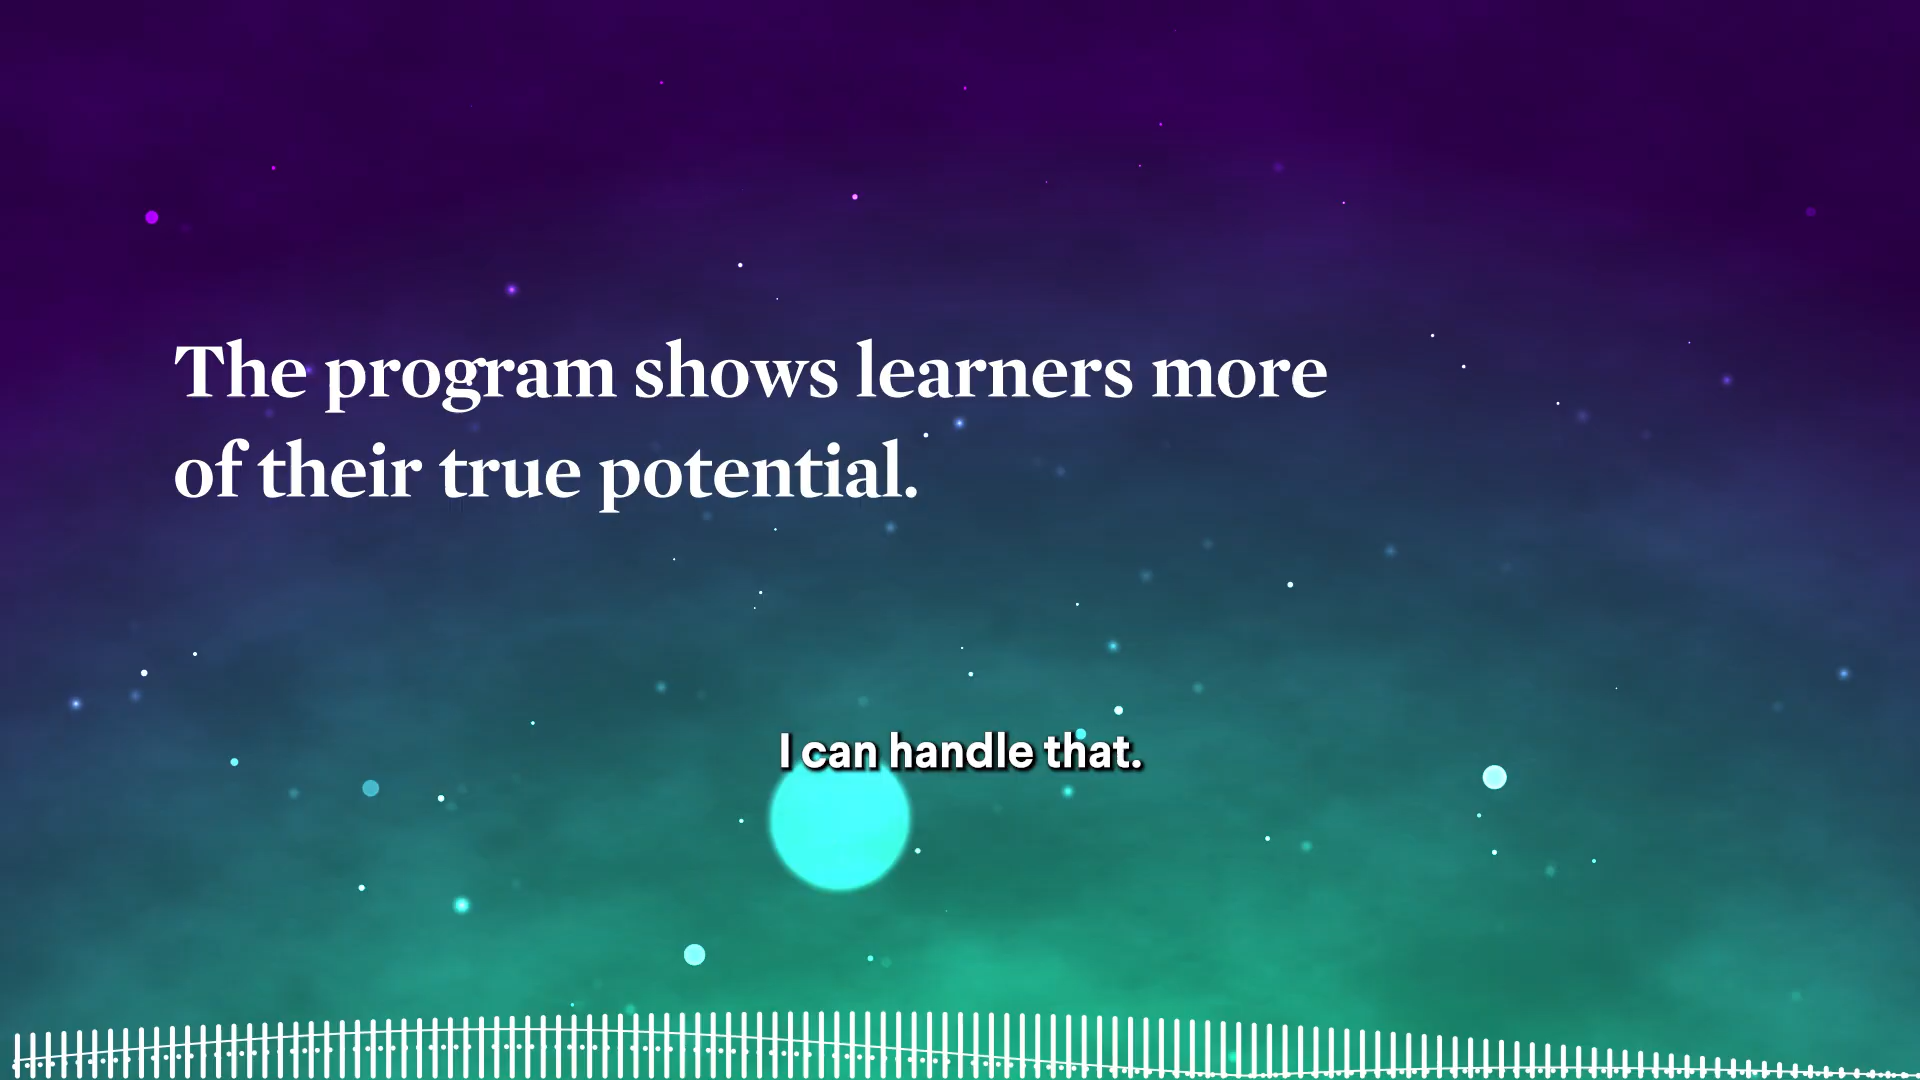 The program shows learners more
of their true potential.
I can handle that.